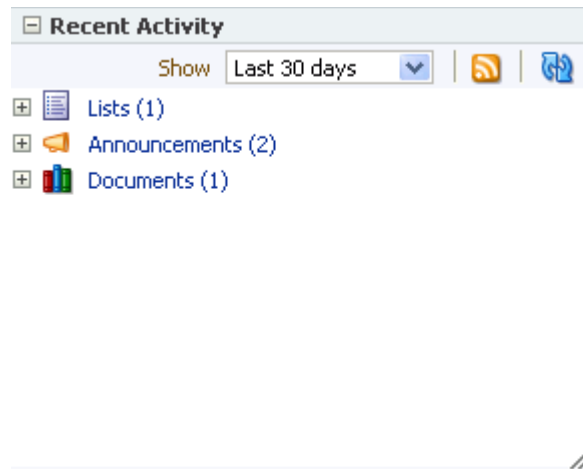 Recent Activity
Show Last 30 days
Lists (1)
Announcements (2)
Documents (1)